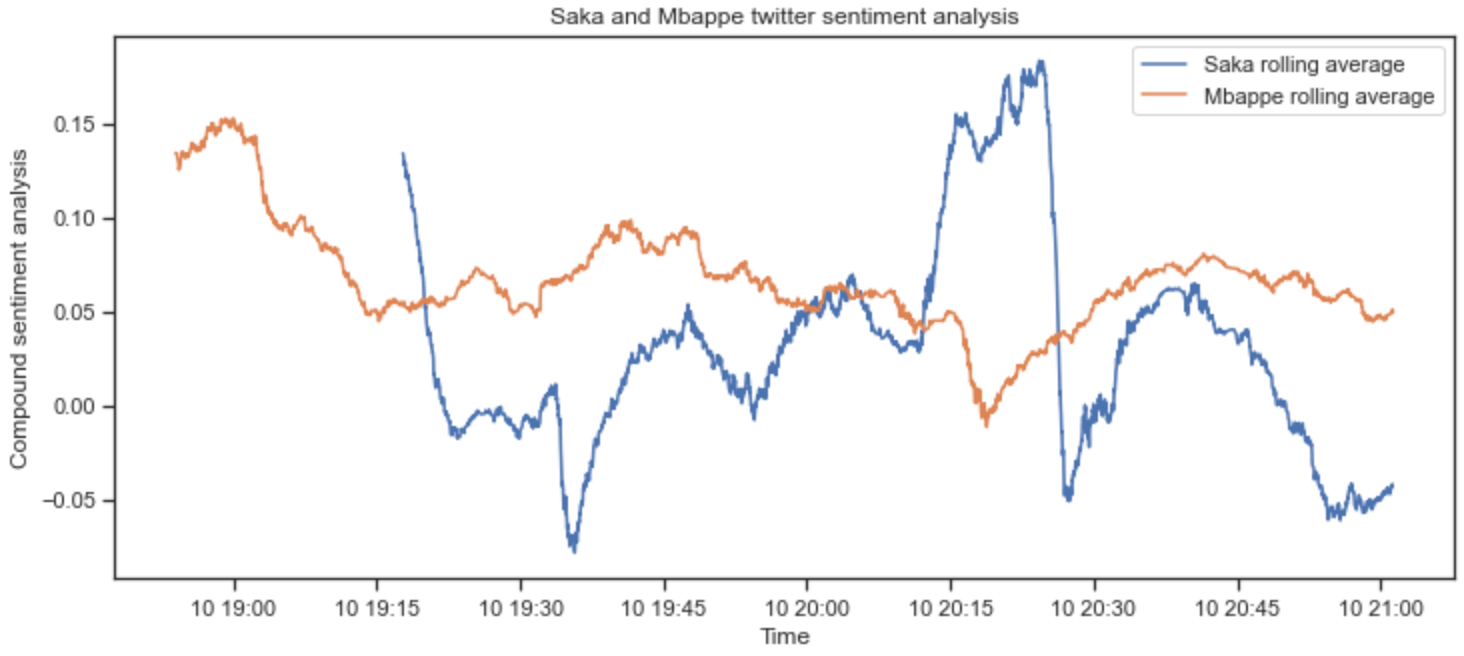 Saka and Mbappe twitter sentiment analysis
Saka rolling average
Mbappe rolling average
Compound sentiment analysis
0.15
0.10
0.05
0.00
−0.05
10 19:00 10 19:15 10 19:30 10 19:45 10 20:00 10 20:15 10 20:30 10 20:45 10 21:00
Time